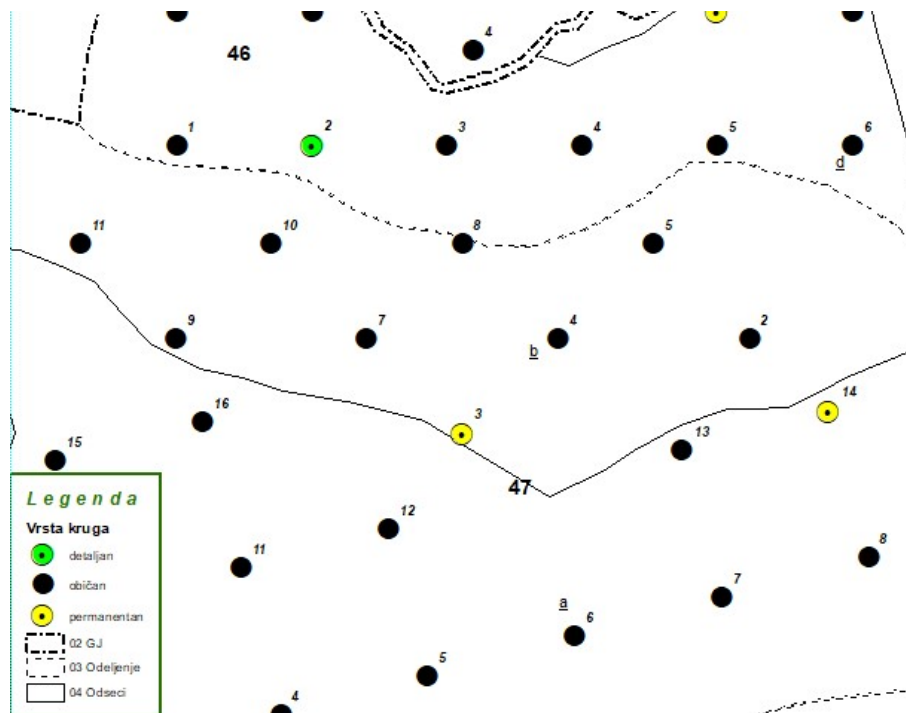 4
46
1 2 3 4 5 6
d
11 10 8 5
9 7 4 2
b
14
3
16
13
15
47
Legenda
Vrsta kruga
detaljan
običan
permanentan
02 GJ
03 Odeljenje
04 Odseci
12
11
8
7
a
6
5
4